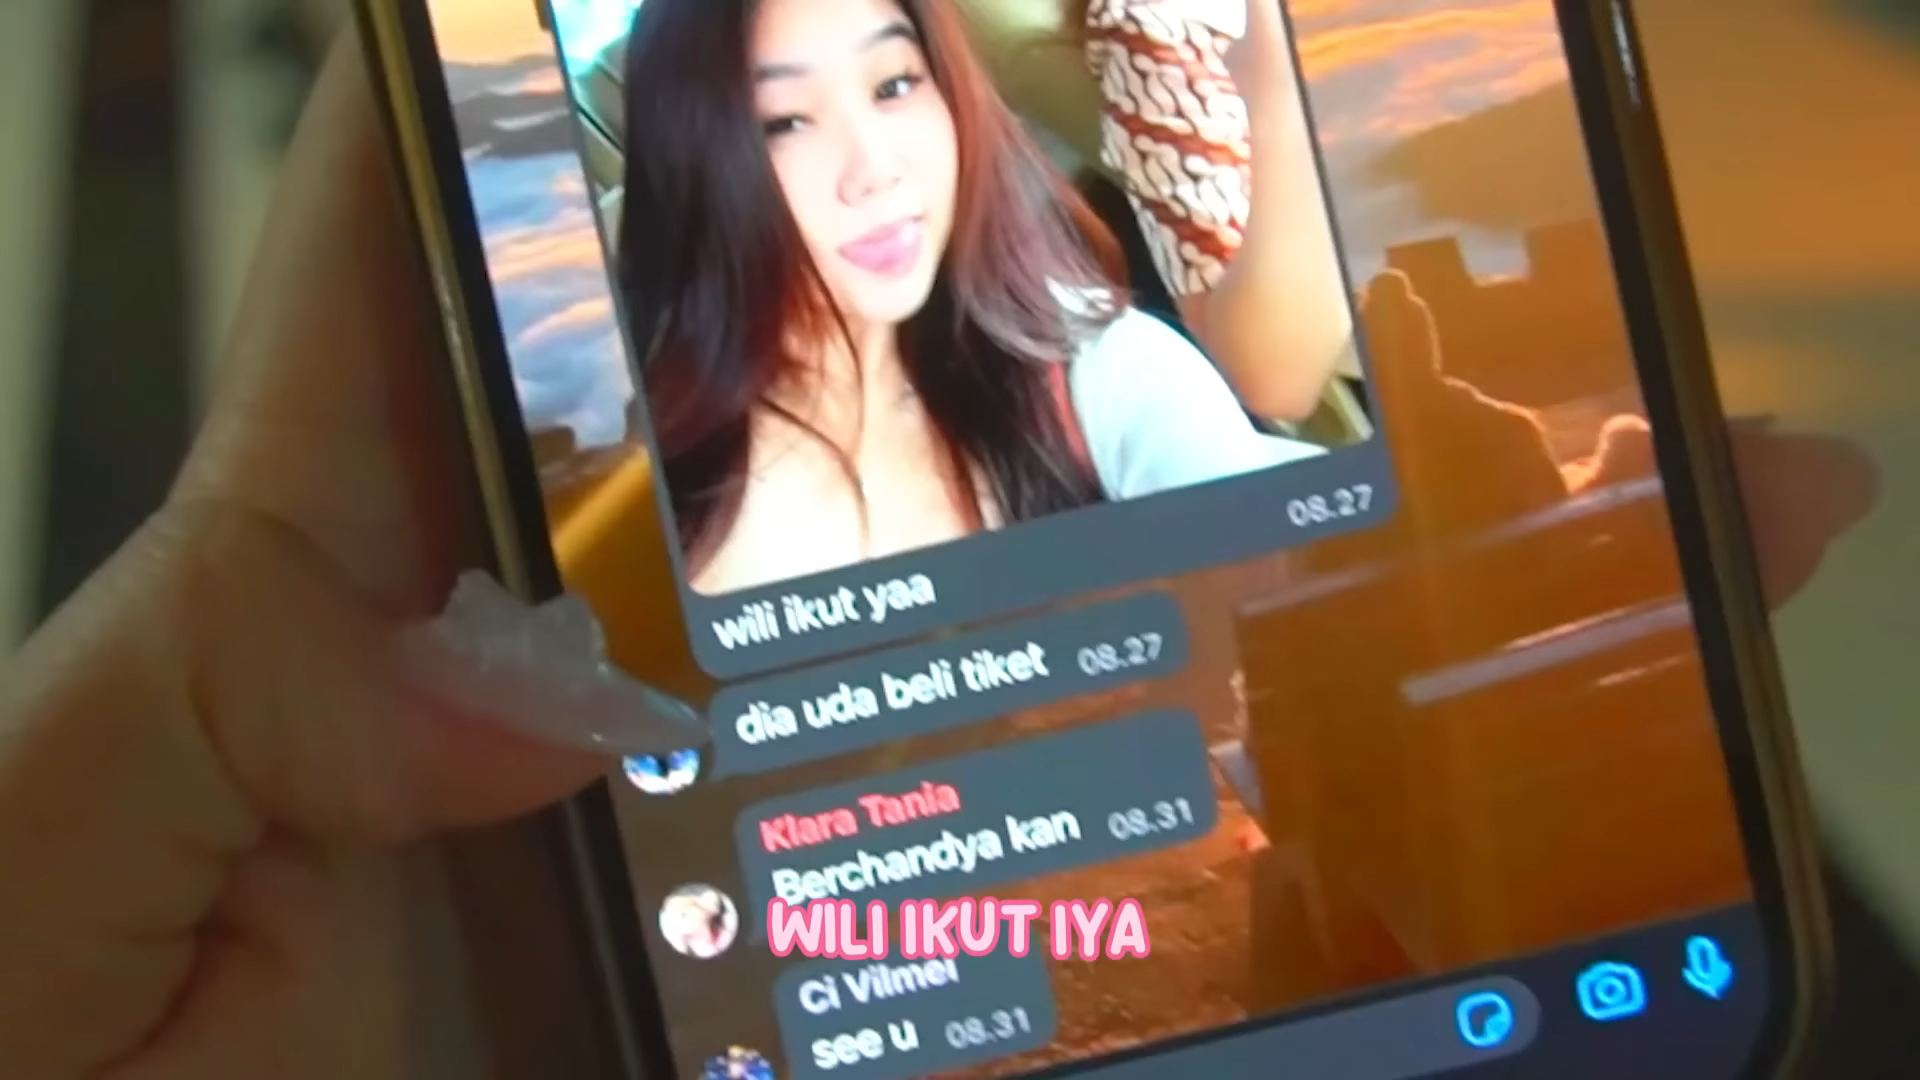 08.27
wili ikut yaa
dia uda beli tiket 08.27
Klara Tania
Berchandya kan 08.31
WILI IKUT IYA
Ci Vilmei
see u 08.31